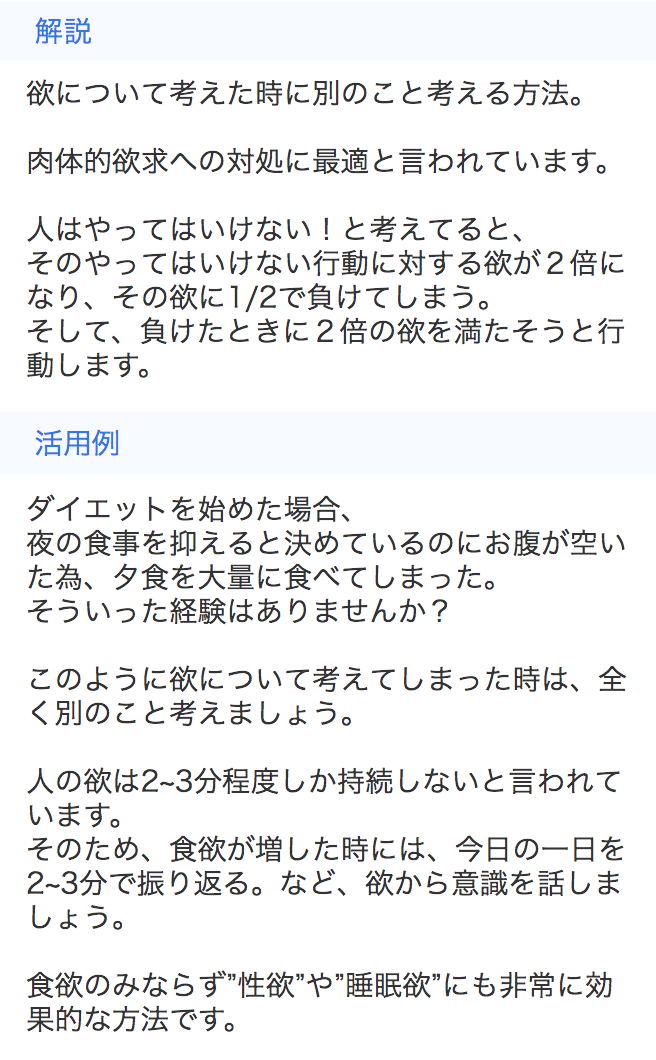 解説
欲について考えた時に別のこと考える方法。
肉体的欲求への対処に最適と言われています。
人はやってはいけない！と考えてると、
そのやってはいけない行動に対する欲が２倍に
なり、その欲に1/2で負けてしまう。
そして、負けたときに２倍の欲を満たそうと行
動します。
活用例
ダイエットを始めた場合、
夜の食事を抑えると決めているのにお腹が空い
た為、夕食を大量に食べてしまった。
そういった経験はありませんか？
このように欲について考えてしまった時は、全
く別のこと考えましょう。
人の欲は2~3分程度しか持続しないと言われて
います。
そのため、食欲が増した時には、今日の一日を
2~3分で振り返る。など、欲から意識を話しま
しょう。
食欲のみならず”性欲”や”睡眠欲”にも非常に効
果的な方法です。